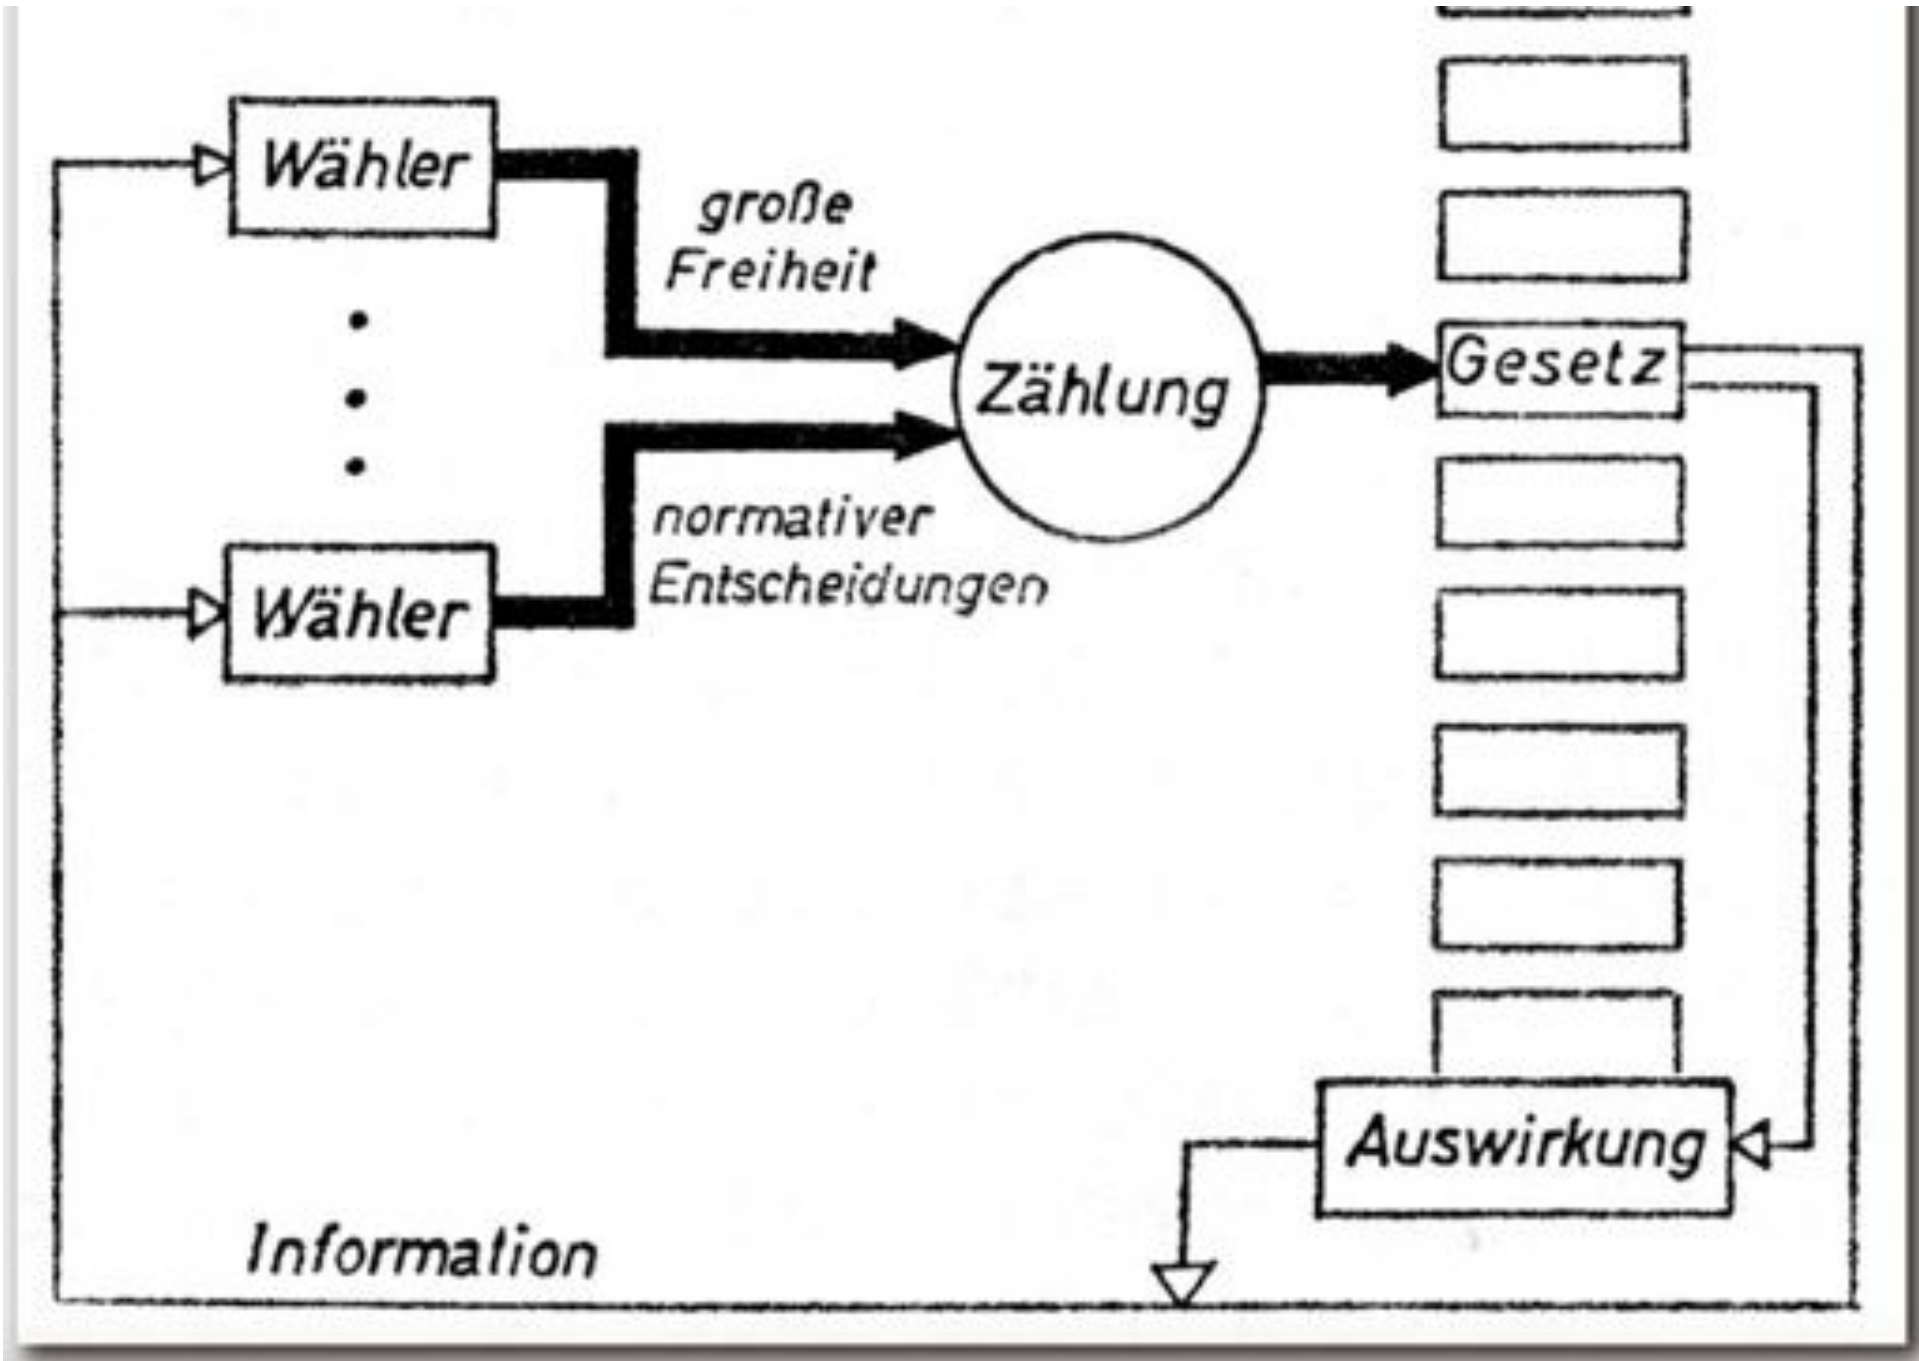 Wähler
große
Freiheit
Zählung
Gesetz
normativer
Entscheidungen
Wähler
Auswirkung
Information